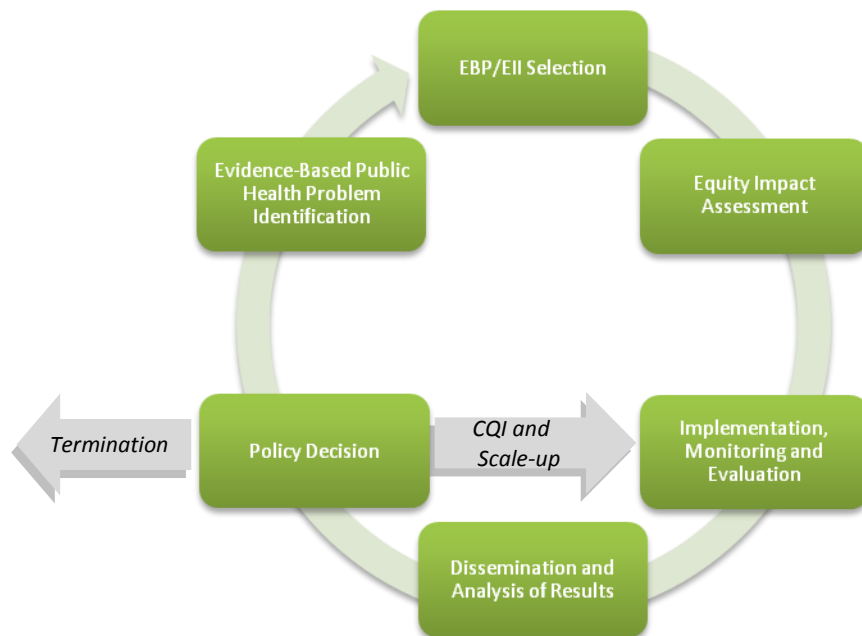 EBP/EII Selection
Evidence-Based Public
Health Problem
Identification
Equity Impact
Assessment
Termination
Policy Decision
CQI and
Scale-up
Implementation,
Monitoring and
Evaluation
Dissemination and
Analysis of Results